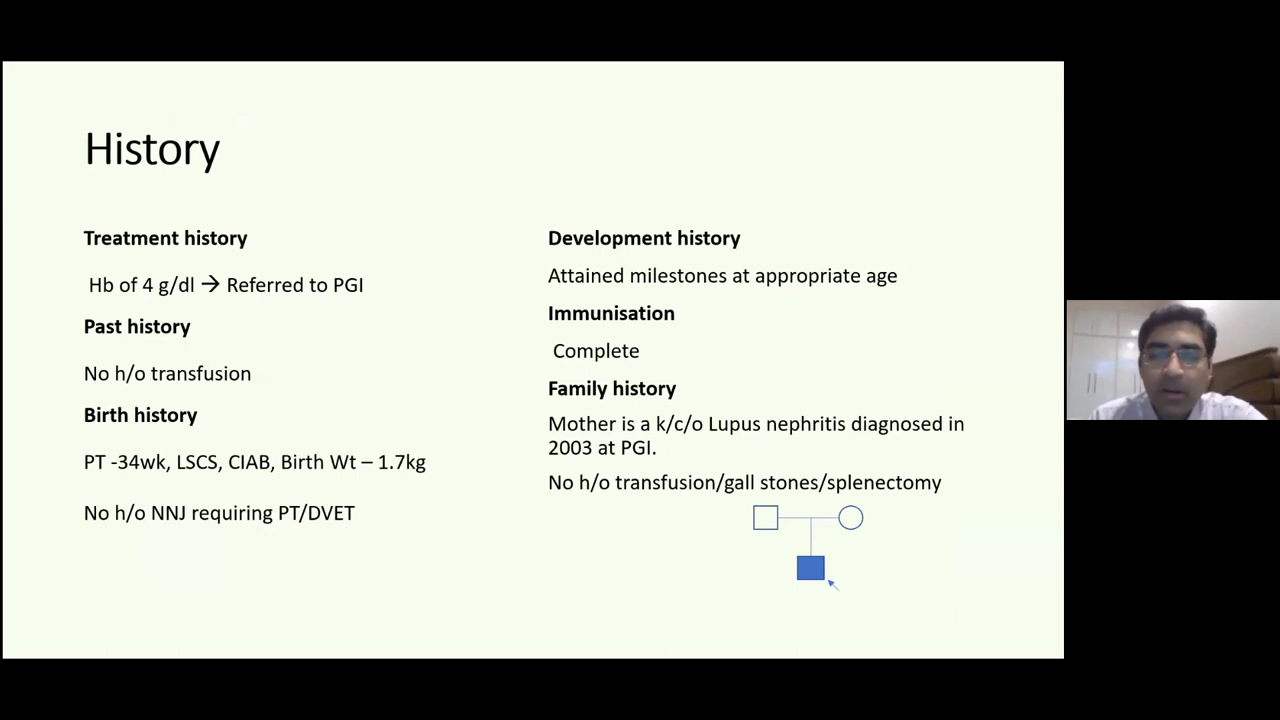 History
Treatment history
Hb of 4 g/dl → Referred to PGI
Past history
No h/o transfusion
Birth history
PT -34wk, LSCS, CIAB, Birth Wt – 1.7kg
No h/o NNJ requiring PT/DVET
Development history
Attained milestones at appropriate age
Immunisation
Complete
Family history
Mother is a k/c/o Lupus nephritis diagnosed in
2003 at PGI.
No h/o transfusion/gall stones/splenectomy